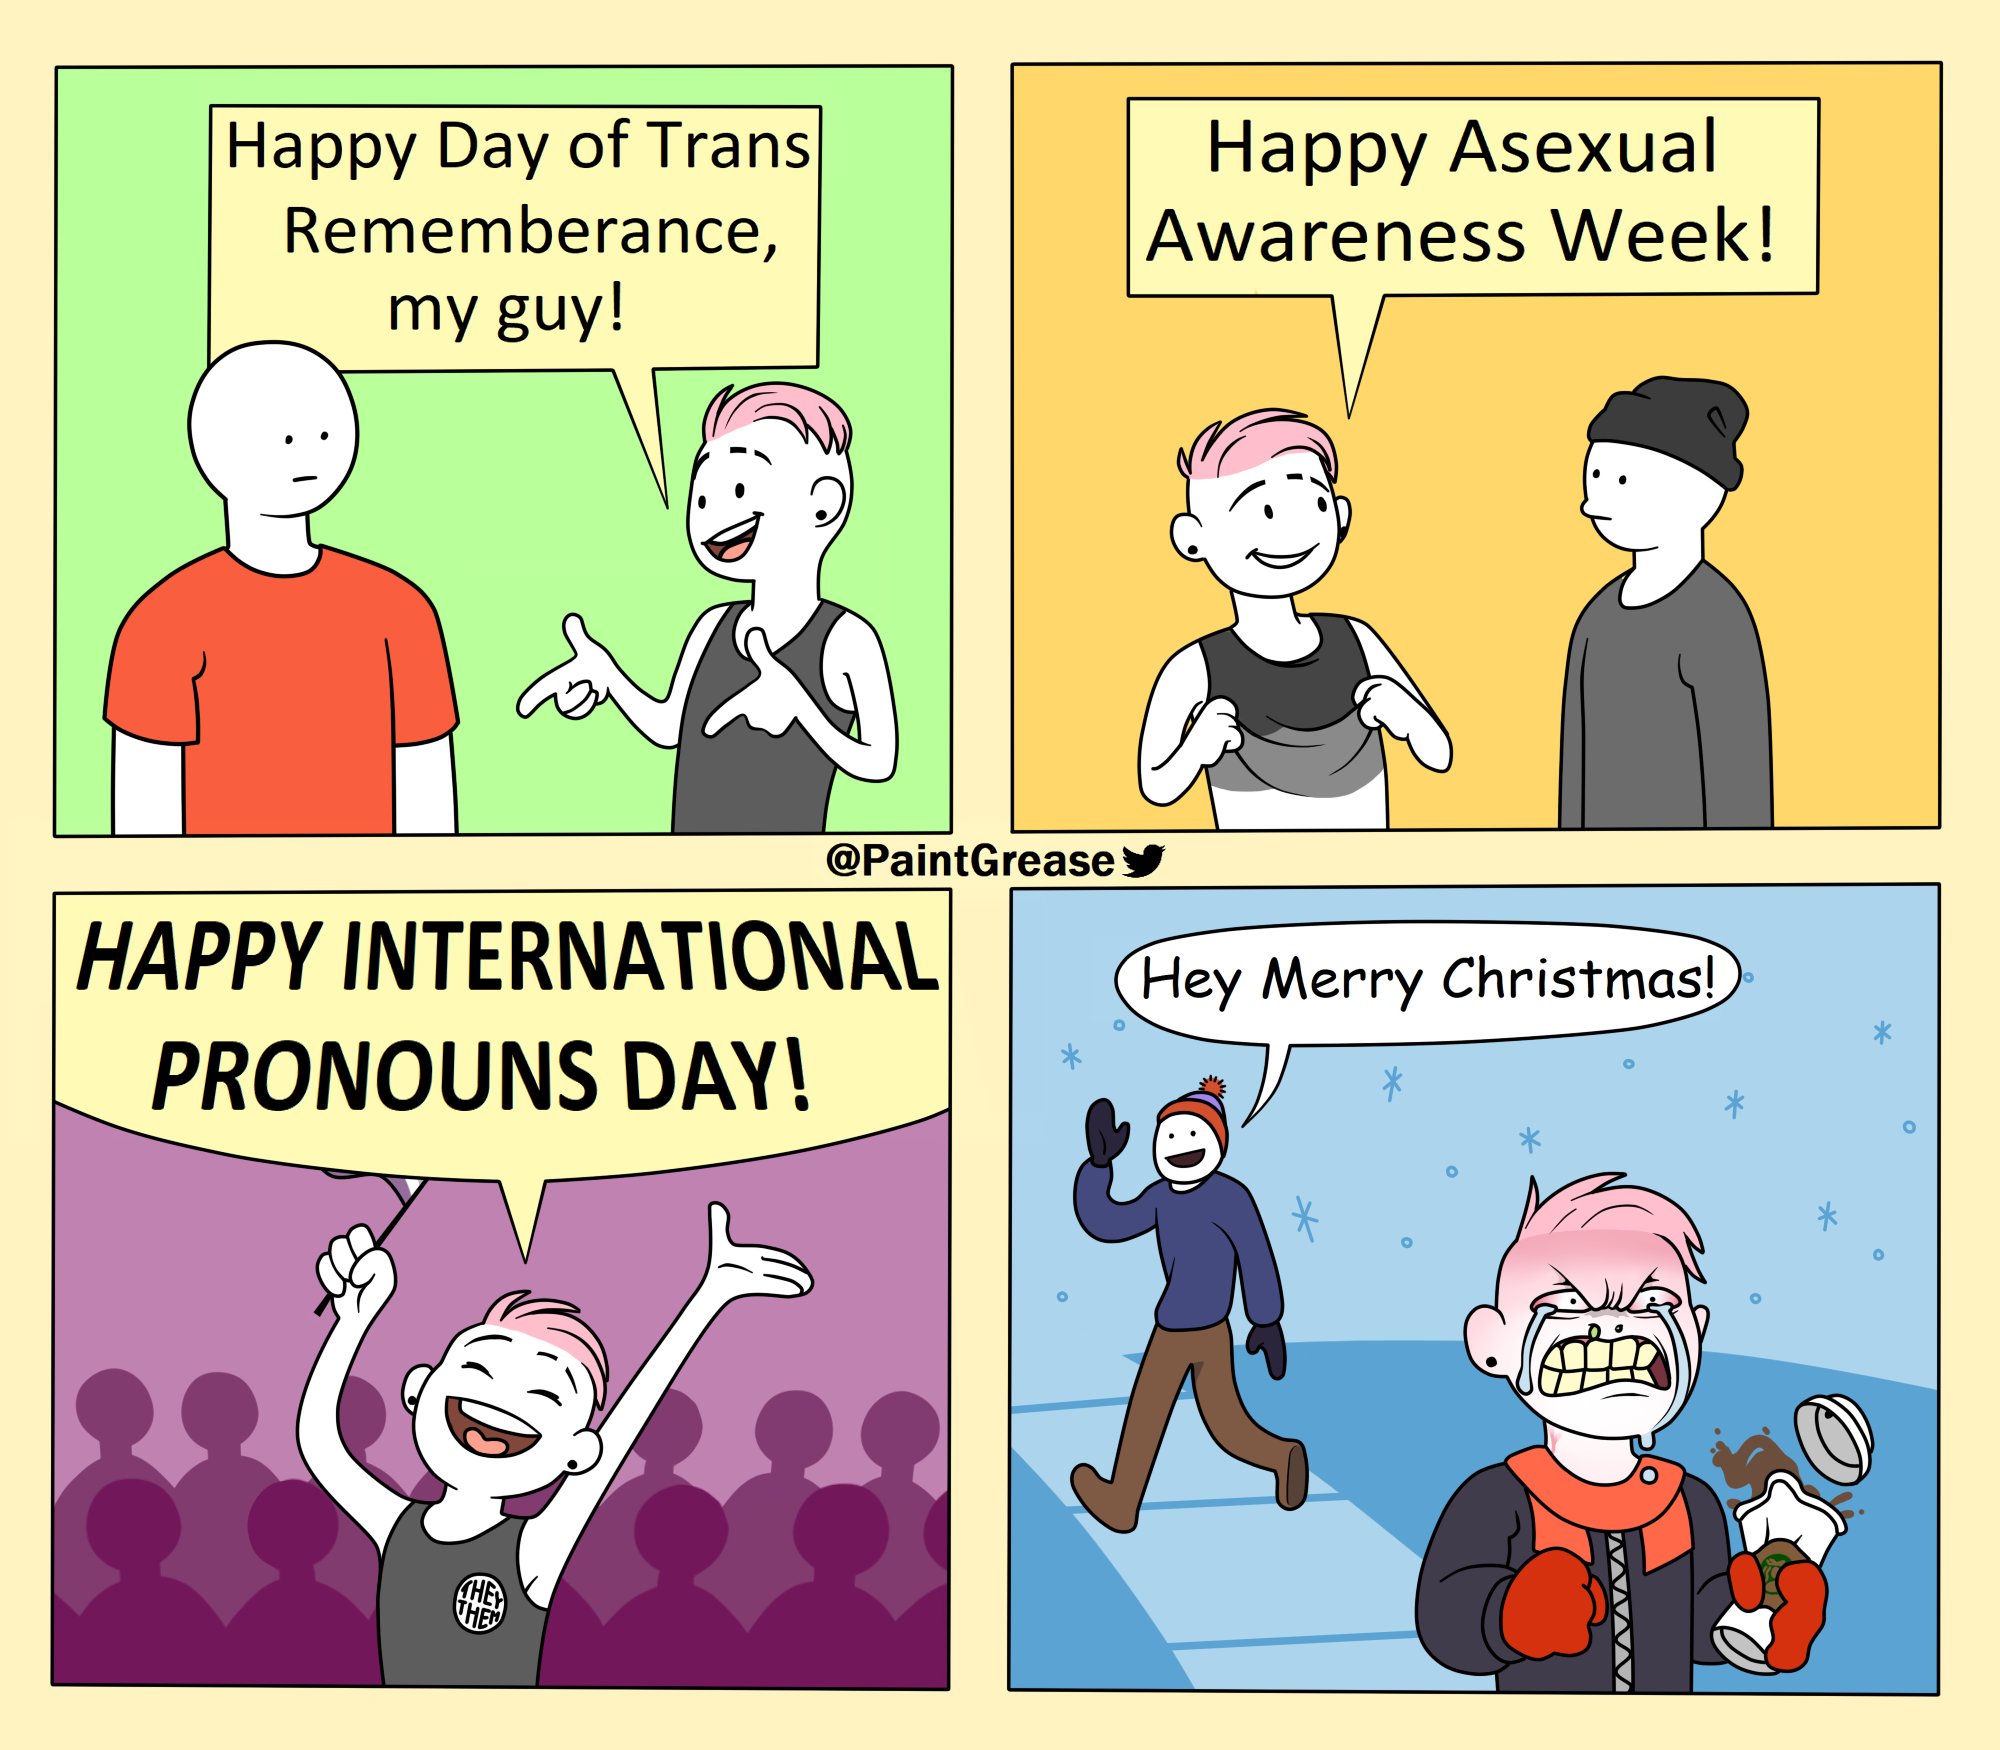 Happy Day of Trans
Rememberance,
my guy!
Happy Asexual
Awareness Week!
@PaintGrease
HAPPY INTERNATIONAL
PRONOUNS DAY!
THEY
THEM
Hey Merry Christmas!